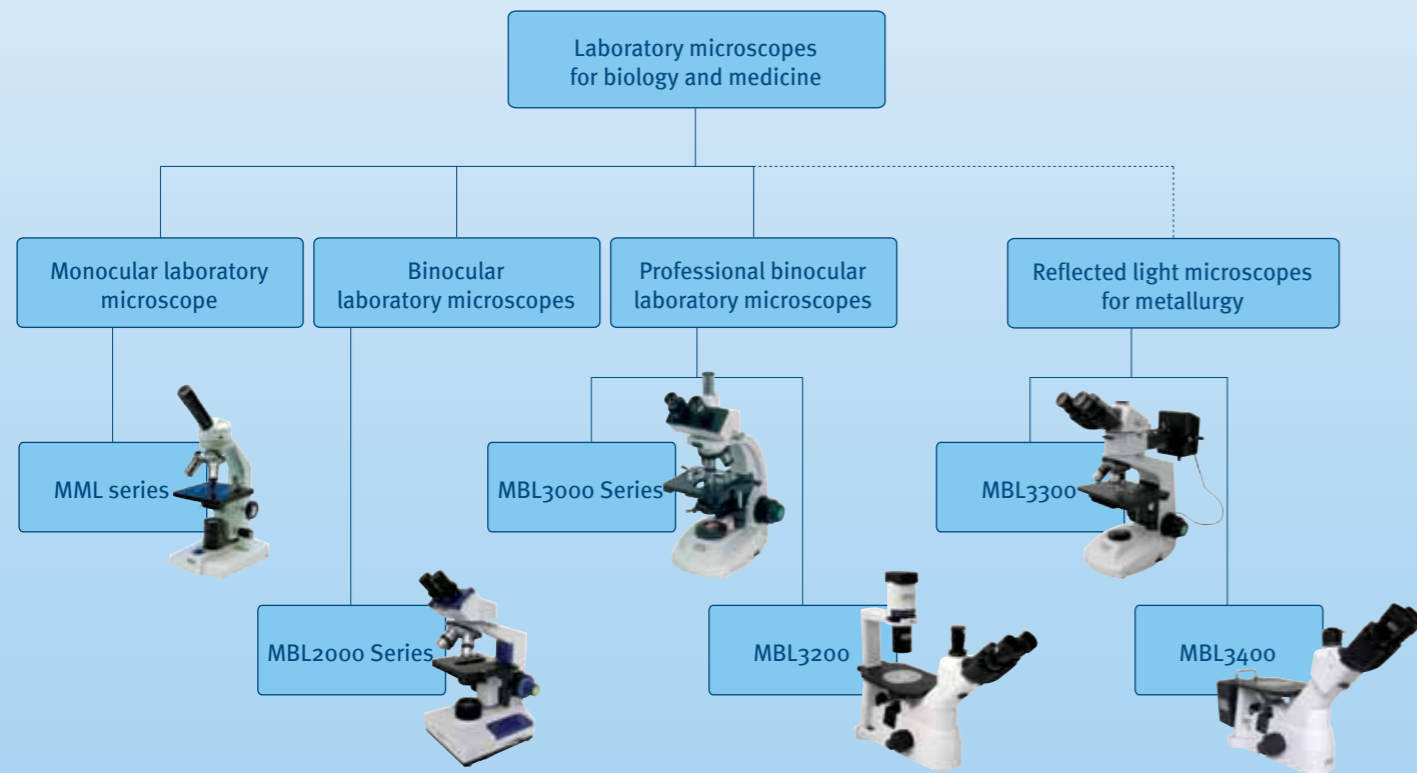 Laboratory microscopes
for biology and medicine
Monocular laboratory
microscope
Binocular
laboratory microscopes
Professional binocular
laboratory microscopes
Reflected light microscopes
for metallurgy
MML series
MBL3000 Series
MBL3300
MBL2000 Series
MBL3200
MBL3400